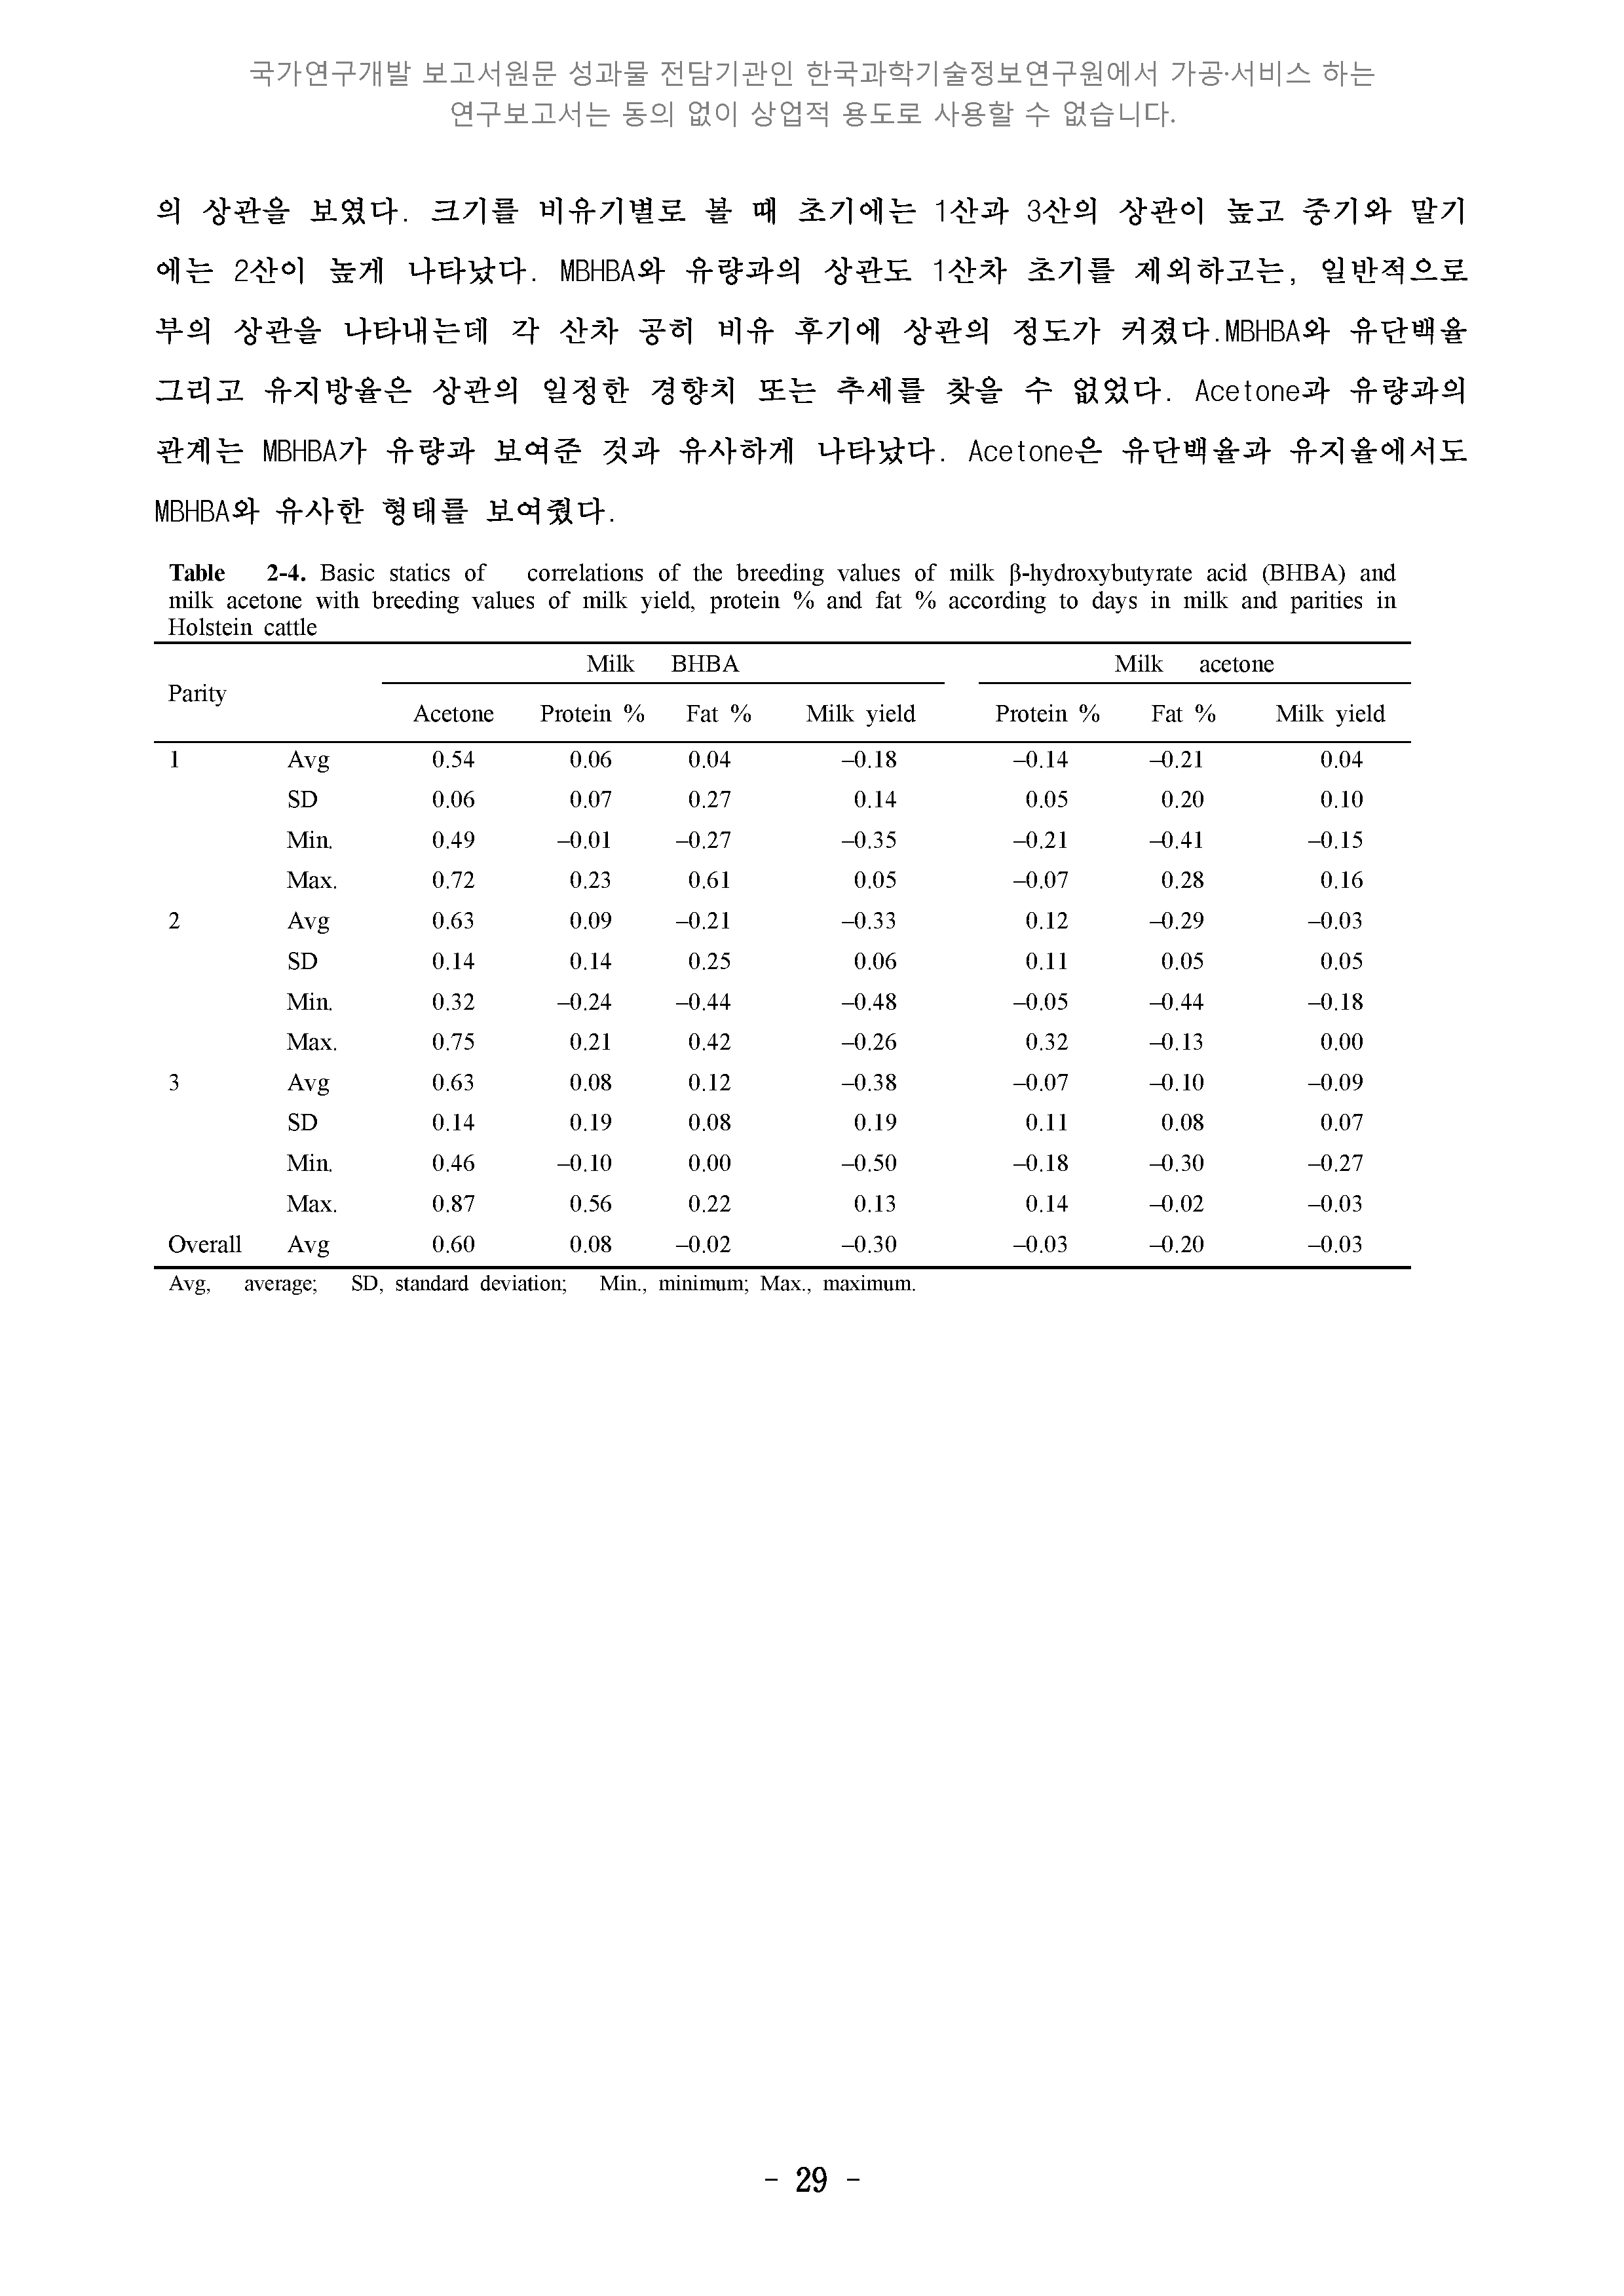 국가연구개발 보고서원문 성과물 전담기관인 한국과학기술정보연구원에서 가공·서비스 하는
연구보고서는 동의 없이 상업적 용도로 사용할 수 없습니다.
의 상관을 보였다. 크기를 비유기별로 볼 때 초기에는 1산과 3산의 상관이 높고 중기와 말기
에는 2산이 높게 나타났다. MBHBA와 유량과의 상관도 1산차 초기를 제외하고는, 일반적으로
부의 상관을 나타내는데 각 산차 공히 비유 후기에 상관의 정도가 커졌다.MBHBA와 유단백율
그리고 유지방율은 상관의 일정한 경향치 또는 추세를 찾을 수 없었다. Acetone과 유량과의
관계는 MBHBA가 유량과 보여준 것과 유사하게 나타났다. Acetone은 유단백율과 유지율에서도
MBHBA와 유사한 형태를 보여줬다.
Table 2-4. Basic statics of correlations of the breeding values of milk β-hydroxybutyrate acid (BHBA) and
milk acetone with breeding values of milk yield, protein % and fat % according to days in milk and parities in
Holstein cattle
Parity Milk BHBA Milk acetone
Acetone Protein % Fat % Milk yield Protein % Fat % Milk yield
1 Avg 0.54 0.06 0.04 –0.18 –0.14 –0.21 0.04
SD 0.06 0.07 0.27 0.14 0.05 0.20 0.10
Min. 0.49 –0.01 –0.27 –0.35 –0.21 –0.41 –0.15
Max. 0.72 0.23 0.61 0.05 –0.07 0.28 0.16
2 Avg 0.63 0.09 –0.21 –0.33 0.12 –0.29 –0.03
SD 0.14 0.14 0.25 0.06 0.11 0.05 0.05
Min. 0.32 –0.24 –0.44 –0.48 –0.05 –0.44 –0.18
Max. 0.75 0.21 0.42 –0.26 0.32 –0.13 0.00
3 Avg 0.63 0.08 0.12 –0.38 –0.07 –0.10 –0.09
SD 0.14 0.19 0.08 0.19 0.11 0.08 0.07
Min. 0.46 –0.10 0.00 –0.50 –0.18 –0.30 –0.27
Max. 0.87 0.56 0.22 0.13 0.14 –0.02 –0.03
Overall Avg 0.60 0.08 –0.02 –0.30 –0.03 –0.20 –0.03
Avg, average; SD, standard deviation; Min., minimum; Max., maximum.
- 29 -